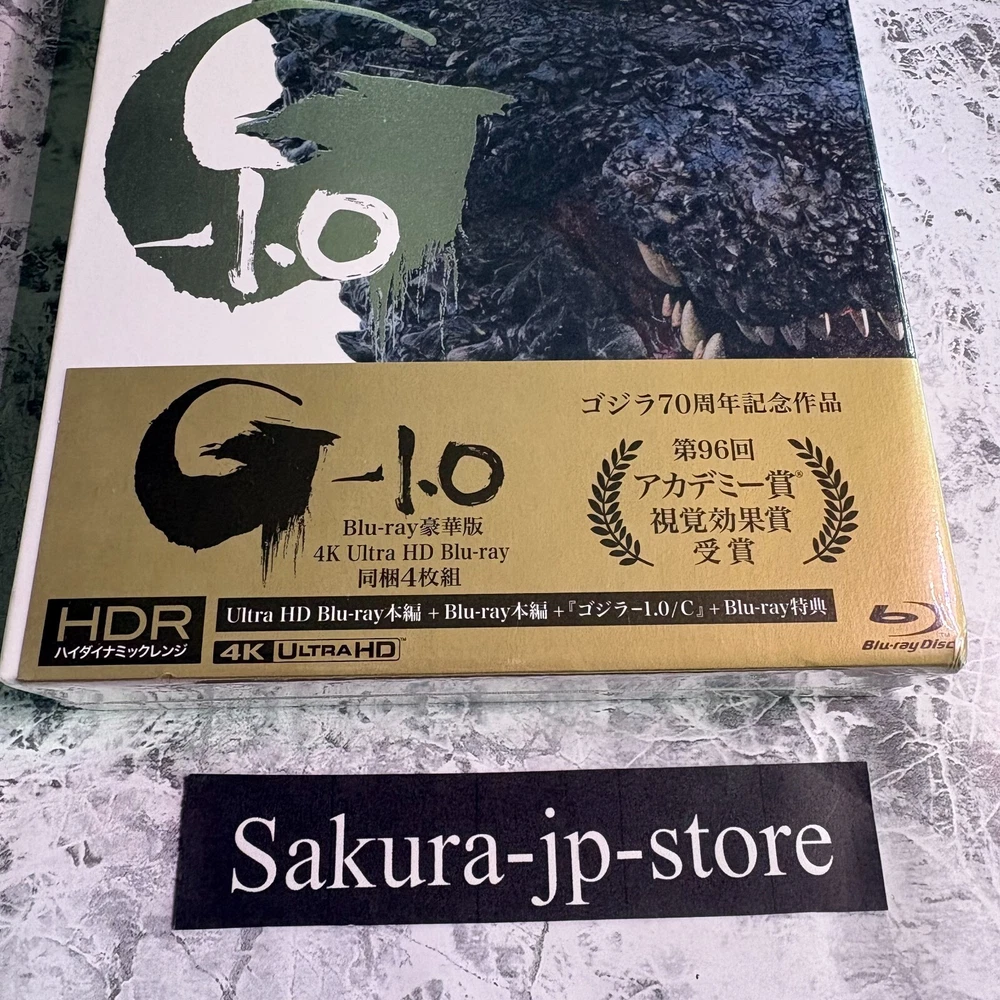 G
-1.0
G-1.0
Blu-ray豪華版
4K Ultra HD Blu-ray
同梱4枚組
ゴジラ70周年記念作品
第96回
アカデミー賞®
視覚効果賞
受賞
HDR
ハイダイナミックレンジ
Ultra HD Blu-ray本編 + Blu-ray本編 +『ゴジラ-1.0/C』+ Blu-ray特典
4K ULTRA HD™
Blu-ray Disc™
Sakura-jp-store